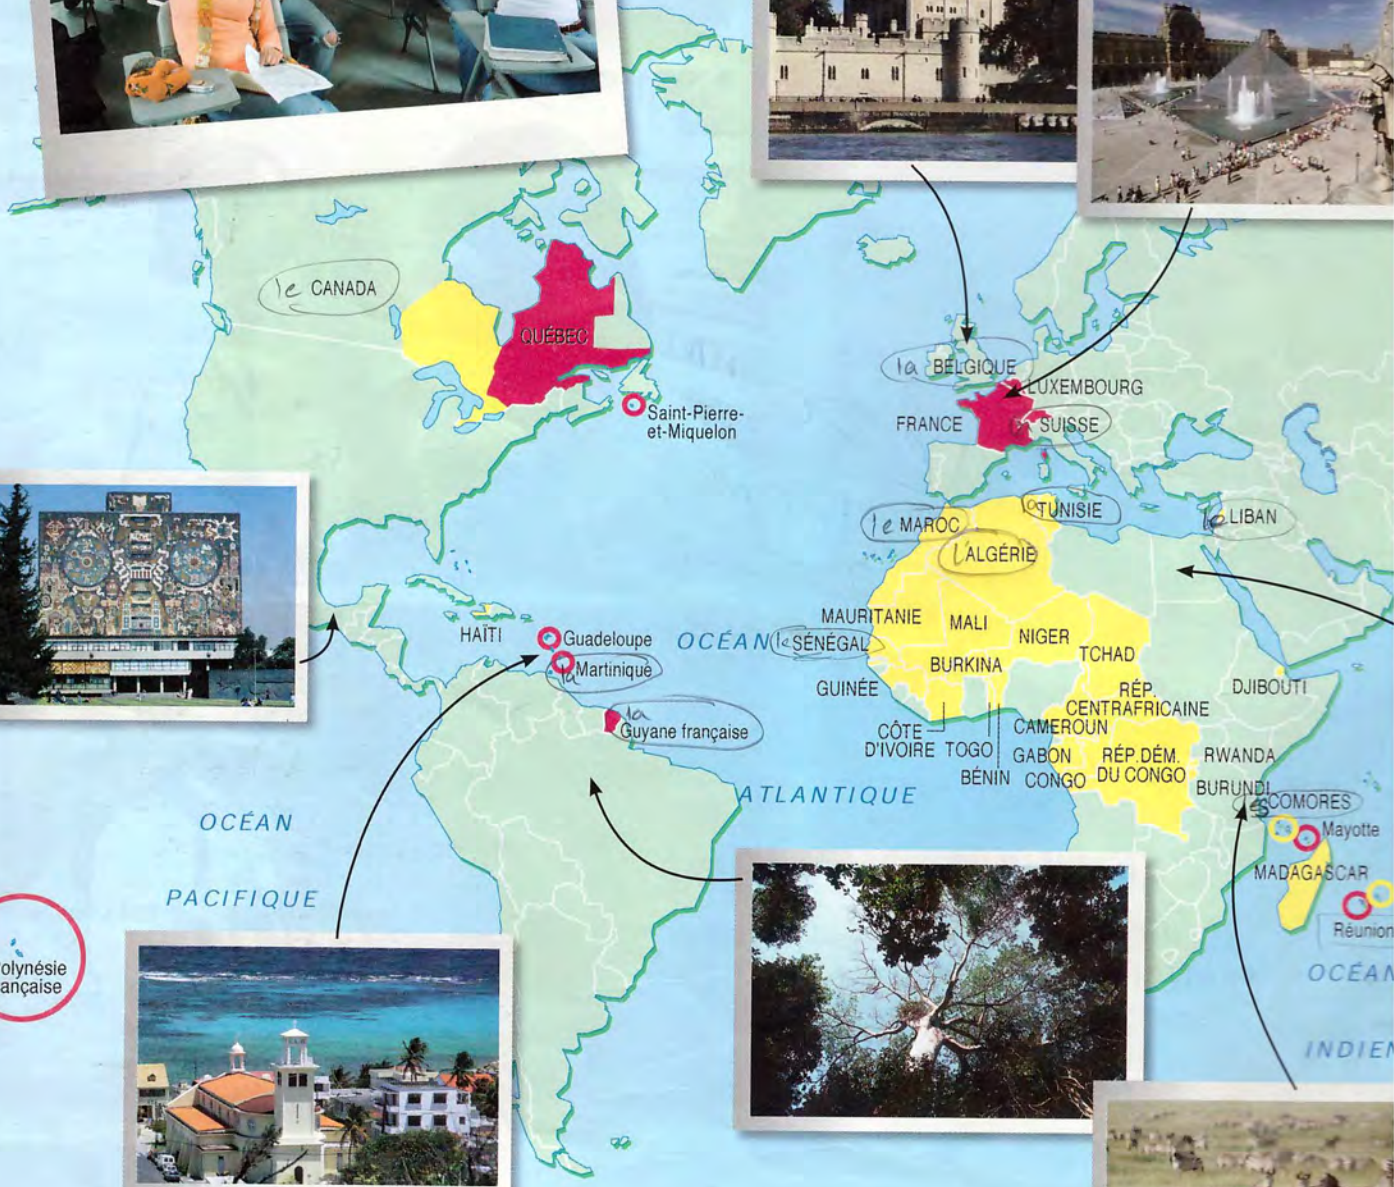 le CANADA
QUÉBEC
Saint-Pierre-
et-Miquelon
la BELGIQUE
LUXEMBOURG
FRANCE
la SUISSE
le MAROC
la TUNISIE
le LIBAN
l'ALGÉRIE
HAÏTI
Guadeloupe
la Martinique
la
Guyane française
OCÉAN
ATLANTIQUE
MAURITANIE
MALI
NIGER
TCHAD
le SÉNÉGAL
BURKINA
GUINÉE
RÉP.
CENTRAFRICAINE
DJIBOUTI
CÔTE
D'IVOIRE
TOGO
BÉNIN
CAMEROUN
GABON
CONGO
RÉP. DÉM.
DU CONGO
RWANDA
BURUNDI
les COMORES
Mayotte
MADAGASCAR
Réunion
OCÉAN
PACIFIQUE
olynésie
ançaise
OCÉAN
INDIEN